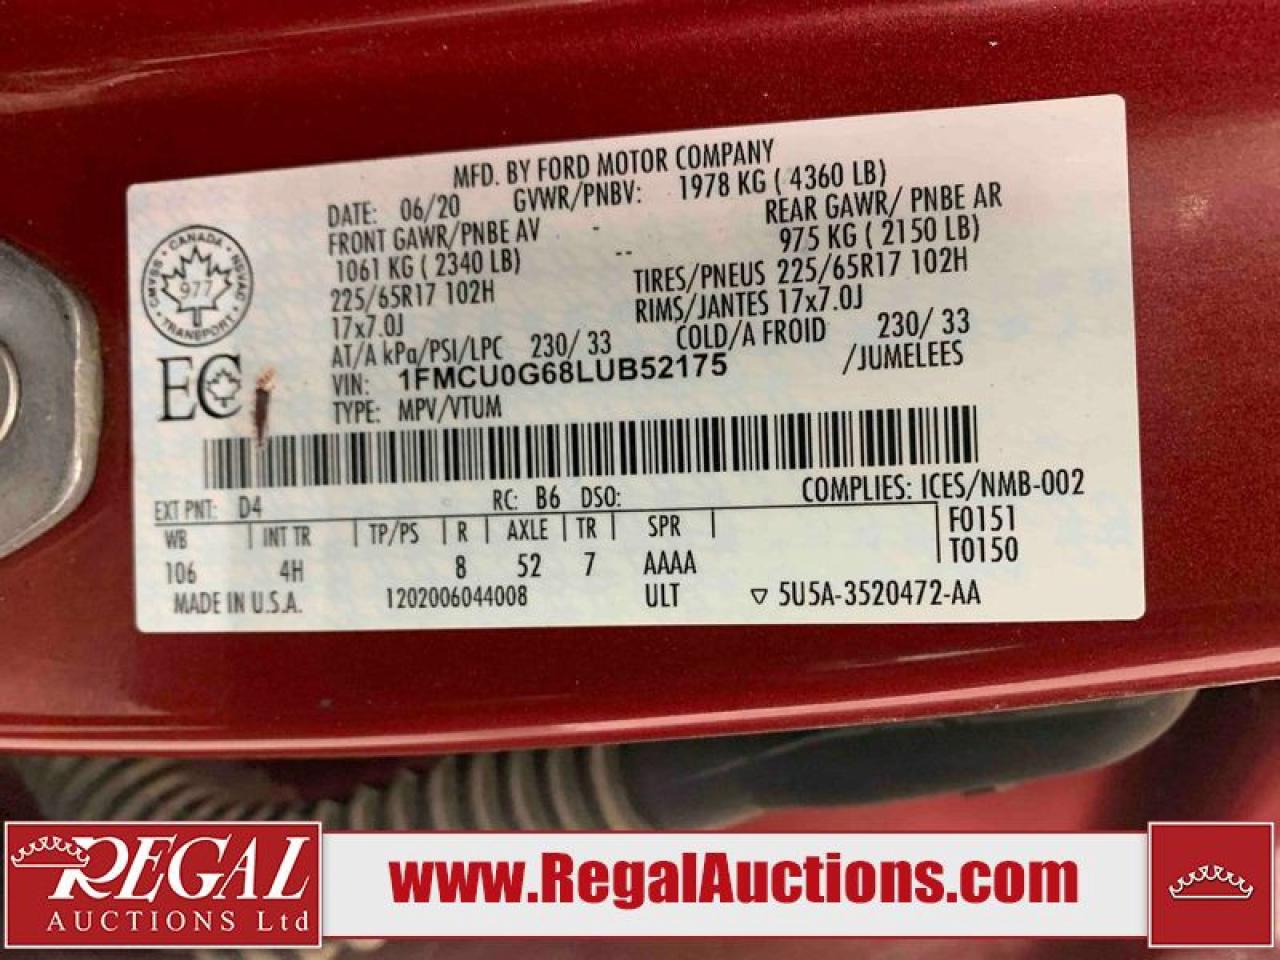 MFD. BY FORD MOTOR COMPANY
DATE: 06/20 GVWR/PNBV: 1978 KG ( 4360 LB)
FRONT GAWR/PNBE AV REAR GAWR/ PNBE AR
1061 KG ( 2340 LB) -- 975 KG ( 2150 LB)
225/65R17 102H TIRES/PNEUS 225/65R17 102H
17x7.0J RIMS/JANTES 17x7.0J
AT/A kPa/PSI/LPC 230/ 33 COLD/A FROID 230/ 33
VIN: 1FMCU0G68LUB52175 /JUMELEES
TYPE: MPV/VTUM
CANADA
CMVSS
NSVAC
977
TRANSPORT
EC
EXT PNT: D4 RC: B6 DSO: COMPLIES: ICES/NMB-002
WB | INT TR | TP/PS | R | AXLE | TR | SPR | F0151
T0150
106 4H 8 52 7 AAAA
MADE IN U.S.A. 1202006044008 ULT ▽ 5U5A-3520472-AA
REGAL
AUCTIONS Ltd
www.RegalAuctions.com